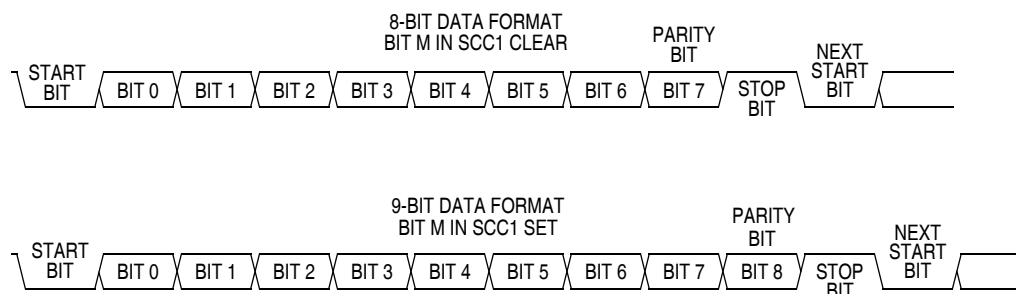 8-BIT DATA FORMAT
BIT M IN SCC1 CLEAR
PARITY
BIT
NEXT
START
BIT
START
BIT
BIT 0
BIT 1
BIT 2
BIT 3
BIT 4
BIT 5
BIT 6
BIT 7
STOP
BIT
9-BIT DATA FORMAT
BIT M IN SCC1 SET
PARITY
BIT
NEXT
START
BIT
START
BIT
BIT 0
BIT 1
BIT 2
BIT 3
BIT 4
BIT 5
BIT 6
BIT 7
BIT 8
STOP
BIT